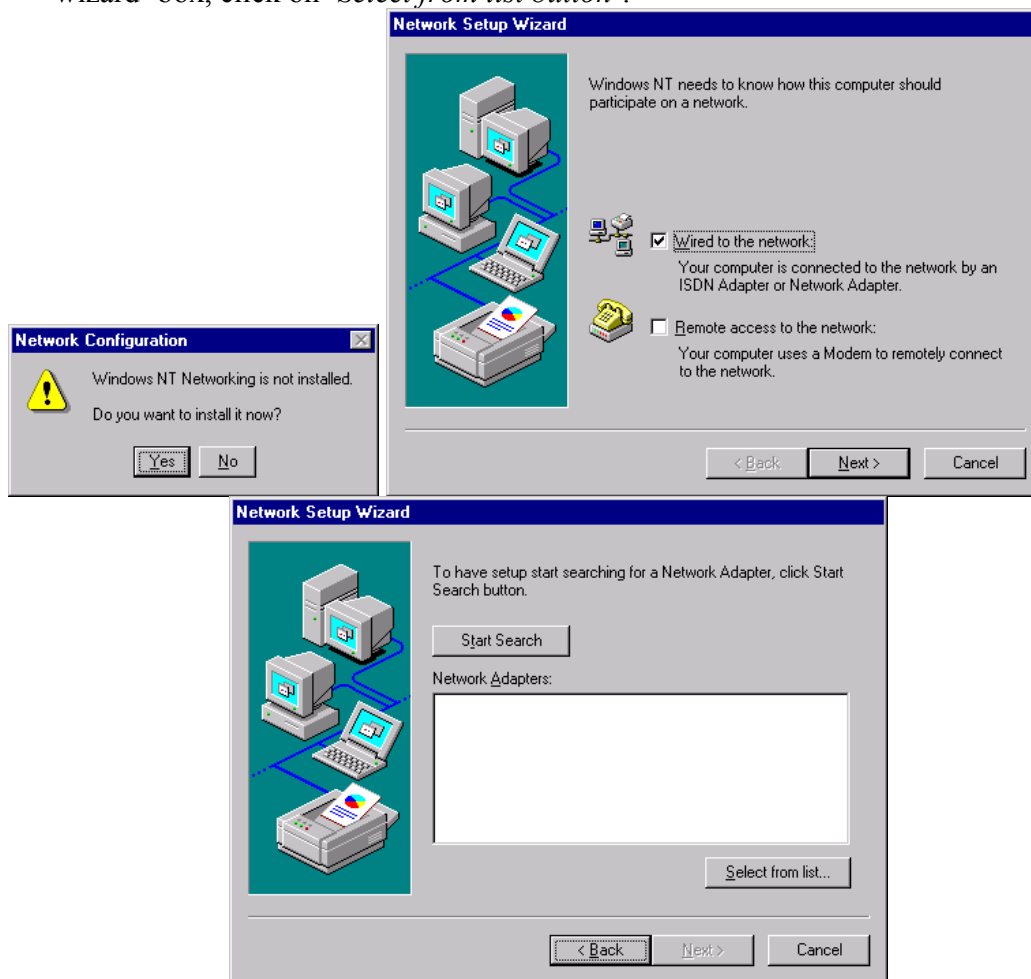 wizard" box, click on "Select from list button".
Network Setup Wizard
Windows NT needs to know how this computer should
participate on a network.
Wired to the network:
Your computer is connected to the network by an
ISDN Adapter or Network Adapter.
Remote access to the network:
Your computer uses a Modem to remotely connect
to the network.
< Back Next > Cancel
Network Configuration
Windows NT Networking is not installed.
Do you want to install it now?
Yes No
Network Setup Wizard
To have setup start searching for a Network Adapter, click Start
Search button.
Start Search
Network Adapters:
Select from list...
< Back Next > Cancel